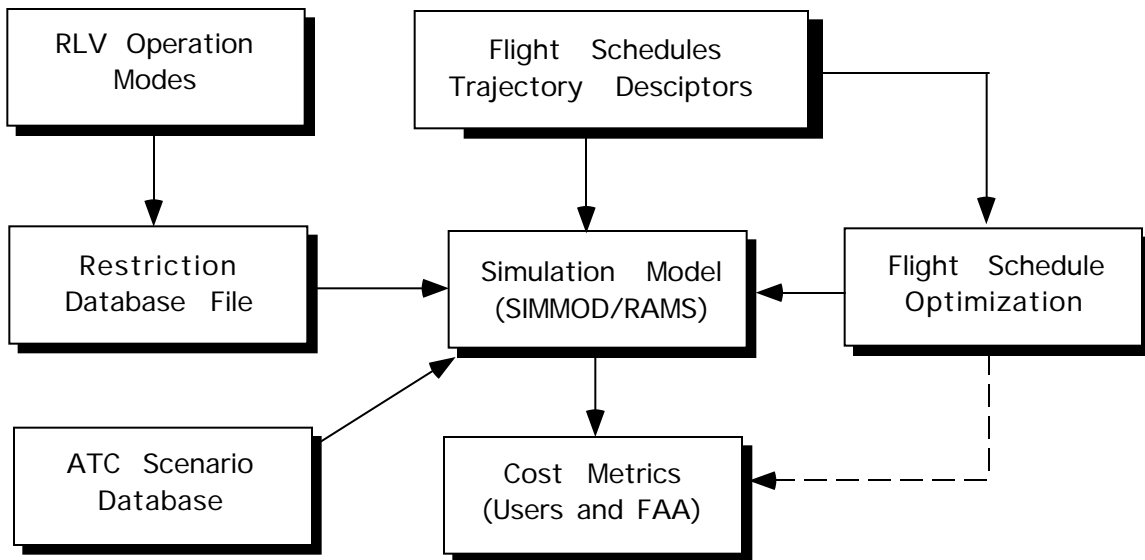 RLV Operation
Modes
Flight Schedules
Trajectory Desciptors
Restriction
Database File
Simulation Model
(SIMMOD/RAMS)
Flight Schedule
Optimization
ATC Scenario
Database
Cost Metrics
(Users and FAA)